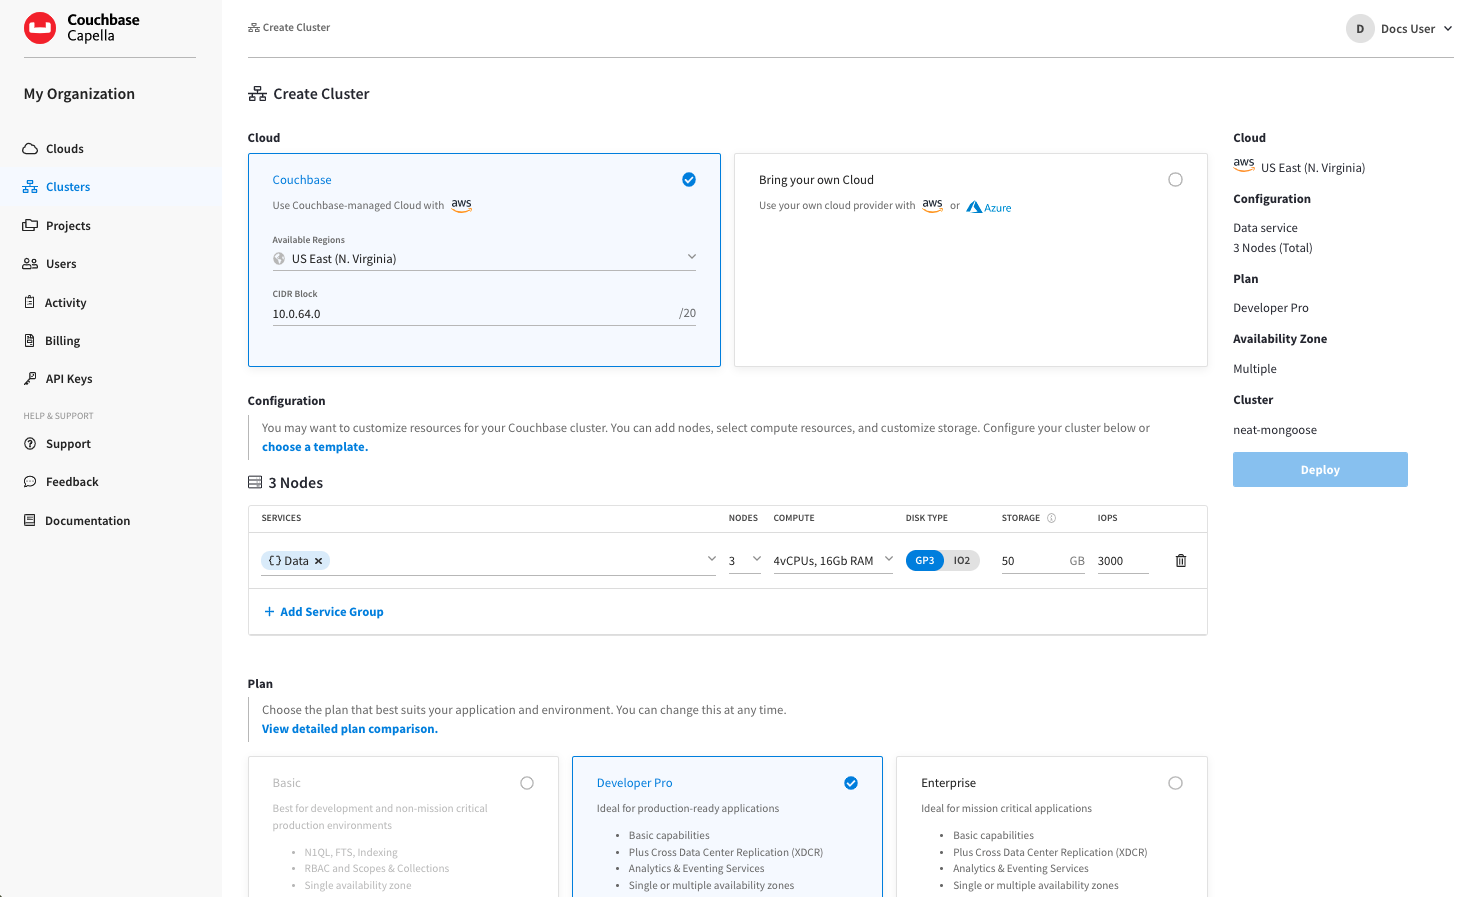 Couchbase
Capella
My Organization
Clouds
Clusters
Projects
Users
Activity
Billing
API Keys
HELP & SUPPORT
Support
Feedback
Documentation
Create Cluster
D Docs User
Create Cluster
Cloud
Couchbase
Use Couchbase-managed Cloud with aws
Available Regions
US East (N. Virginia)
CIDR Block
10.0.64.0 /20
Bring your own Cloud
Use your own cloud provider with aws or Azure
Configuration
You may want to customize resources for your Couchbase cluster. You can add nodes, select compute resources, and customize storage. Configure your cluster below or
choose a template.
3 Nodes
SERVICES NODES COMPUTE DISK TYPE STORAGE IOPS
{} Data 3 4vCPUs, 16Gb RAM GP3 IO2 50 GB 3000
+ Add Service Group
Plan
Choose the plan that best suits your application and environment. You can change this at any time.
View detailed plan comparison.
Basic
Best for development and non-mission critical
production environments
• N1QL, FTS, Indexing
• RBAC and Scopes & Collections
• Single availability zone
Developer Pro
Ideal for production-ready applications
• Basic capabilities
• Plus Cross Data Center Replication (XDCR)
• Analytics & Eventing Services
• Single or multiple availability zones
Enterprise
Ideal for mission critical applications
• Basic capabilities
• Plus Cross Data Center Replication (XDCR)
• Analytics & Eventing Services
• Single or multiple availability zones
Cloud
aws US East (N. Virginia)
Configuration
Data service
3 Nodes (Total)
Plan
Developer Pro
Availability Zone
Multiple
Cluster
neat-mongoose
Deploy